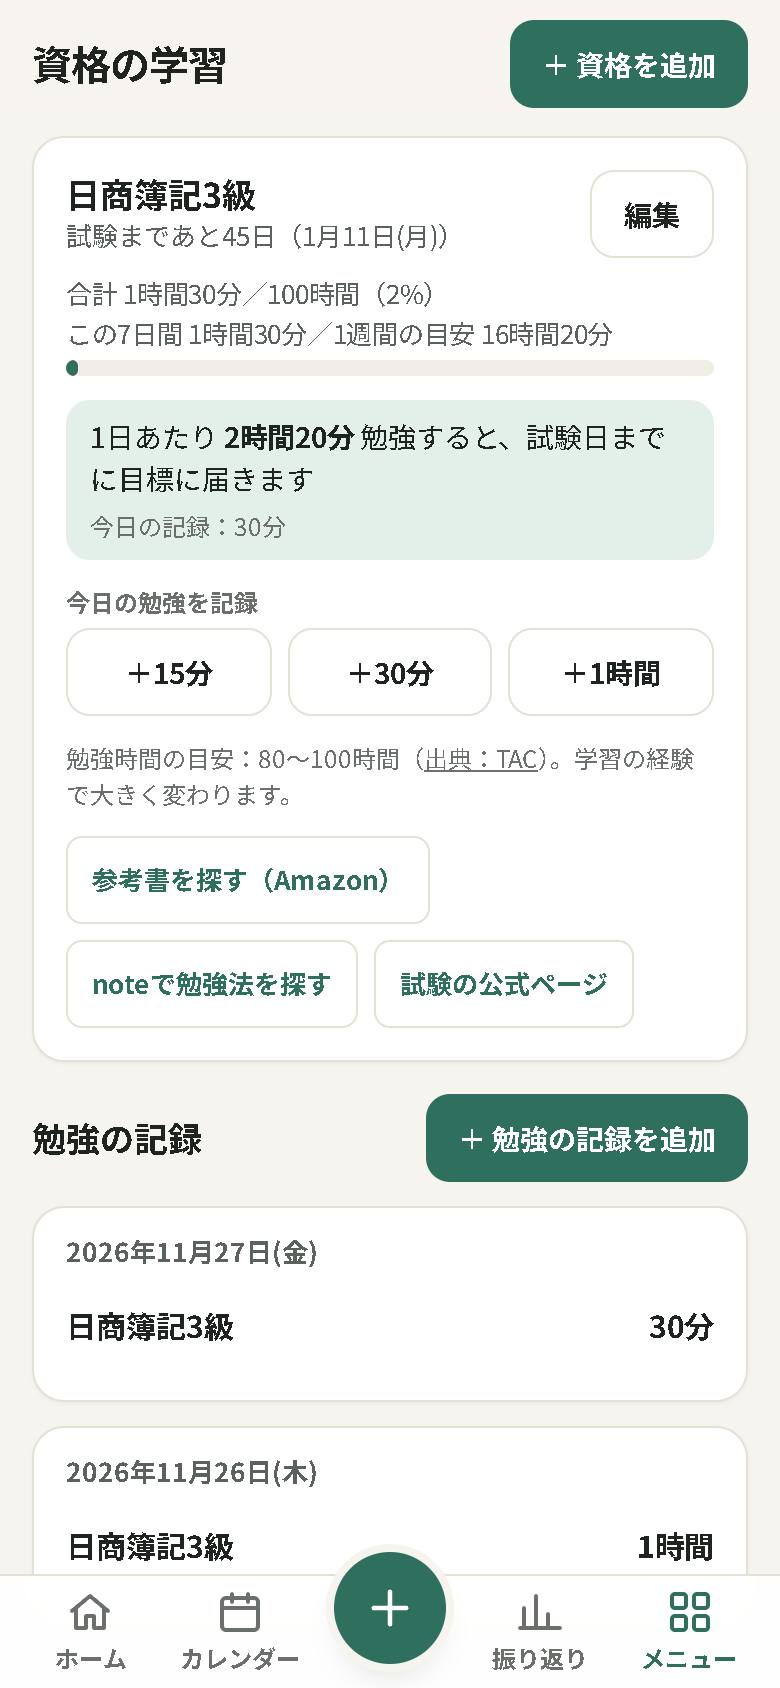 資格の学習
＋ 資格を追加
日商簿記3級
編集
試験まであと45日（1月11日(月)）
合計 1時間30分／100時間（2%）
この7日間 1時間30分／1週間の目安 16時間20分
1日あたり 2時間20分 勉強すると、試験日まで
に目標に届きます
今日の記録：30分
今日の勉強を記録
＋15分
＋30分
＋1時間
勉強時間の目安：80〜100時間（出典：TAC）。学習の経験
で大きく変わります。
参考書を探す（Amazon）
noteで勉強法を探す
試験の公式ページ
勉強の記録
＋ 勉強の記録を追加
2026年11月27日(金)
日商簿記3級
30分
2026年11月26日(木)
日商簿記3級
1時間
ホーム
カレンダー
振り返り
メニュー